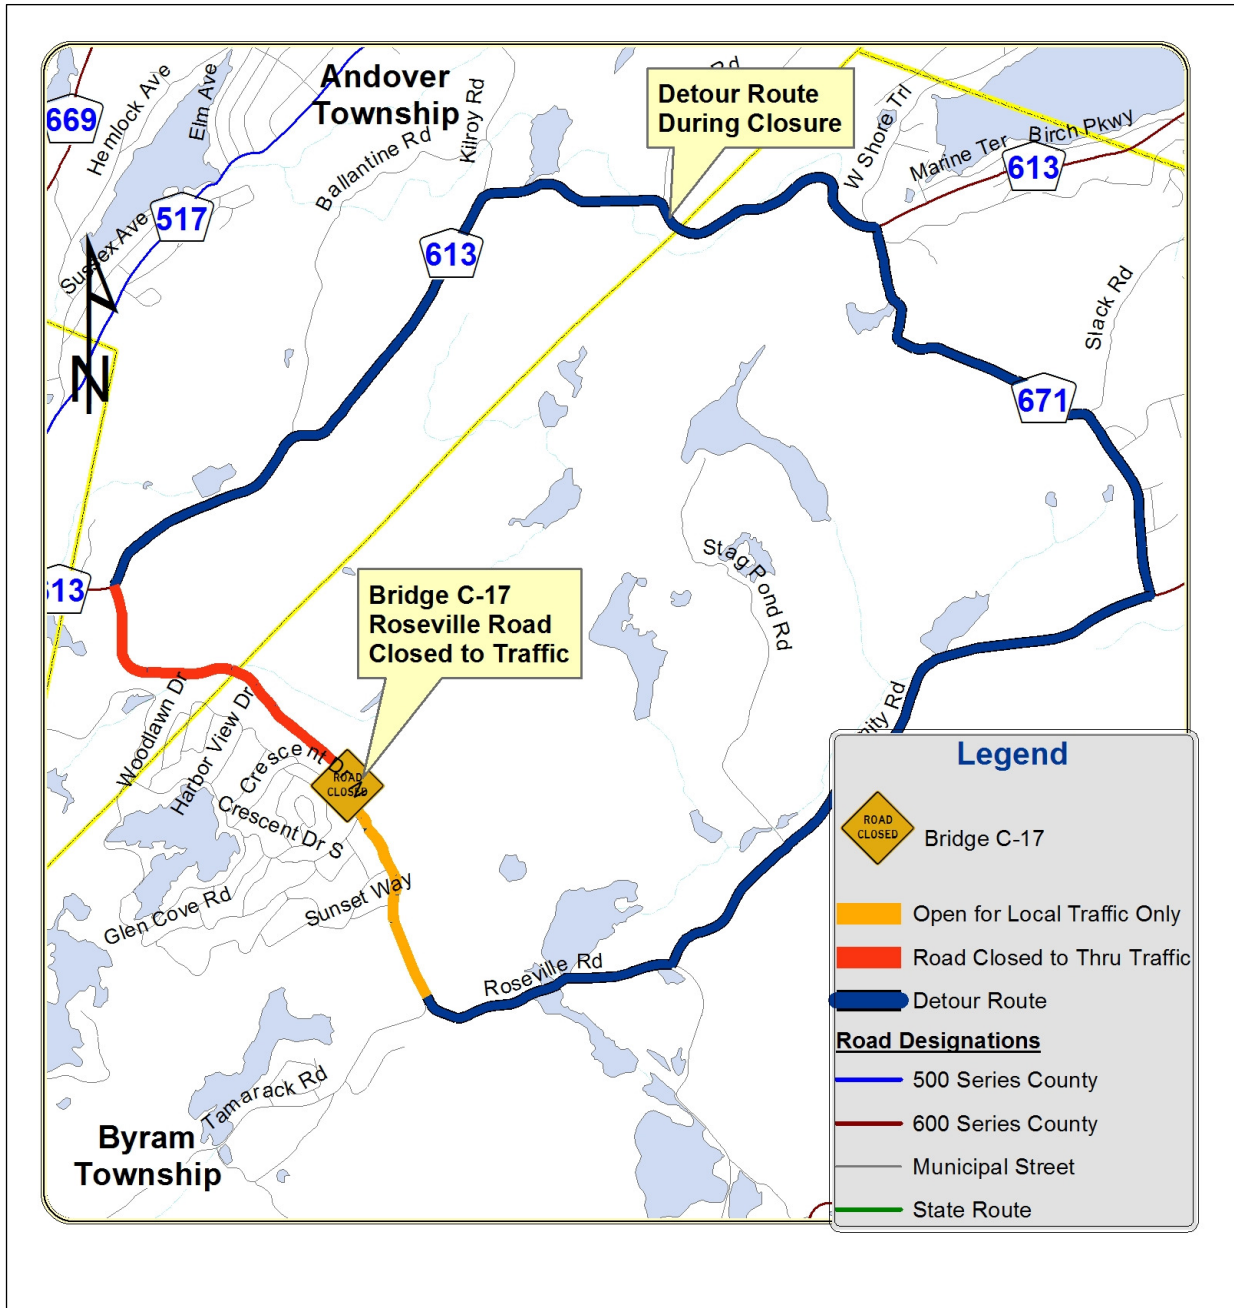 Andover
Township
669
Hemlock Ave
Elm Ave
Ballantine Rd
Kilroy Rd
Rd
Detour Route
During Closure
W Shore Trl
Marine Ter
Birch Pkwy
613
517
Sussex Ave
613
N
Slack Rd
671
Stag Pond Rd
13
Bridge C-17
Roseville Road
Closed to Traffic
Woodlawn Dr
Harbor View Dr
Crescent Dr N
ROAD
CLOSED
Crescent Dr S
Glen Cove Rd
Sunset Way
Roseville Rd
Tamarack Rd
Byram
Township
nity Rd
Legend
ROAD
CLOSED
Bridge C-17
Open for Local Traffic Only
Road Closed to Thru Traffic
Detour Route
Road Designations
500 Series County
600 Series County
Municipal Street
State Route